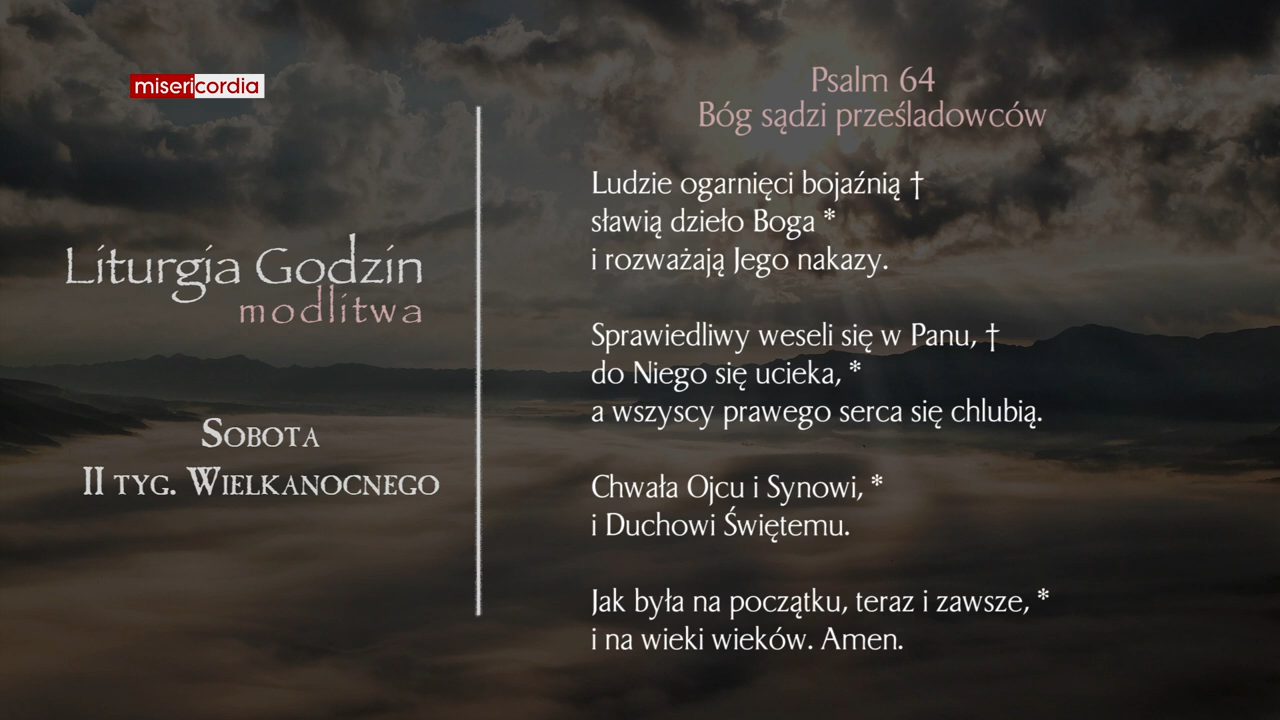 misericordia
Liturgia Godzin
modlitwa
Sobota
II tyg. Wielkanocnego
Psalm 64
Bóg sądzi prześladowców
Ludzie ogarnięci bojaźnią †
sławią dzieło Boga *
i rozważają Jego nakazy.
Sprawiedliwy weseli się w Panu, †
do Niego się ucieka, *
a wszyscy prawego serca się chlubią.
Chwała Ojcu i Synowi, *
i Duchowi Świętemu.
Jak była na początku, teraz i zawsze, *
i na wieki wieków. Amen.